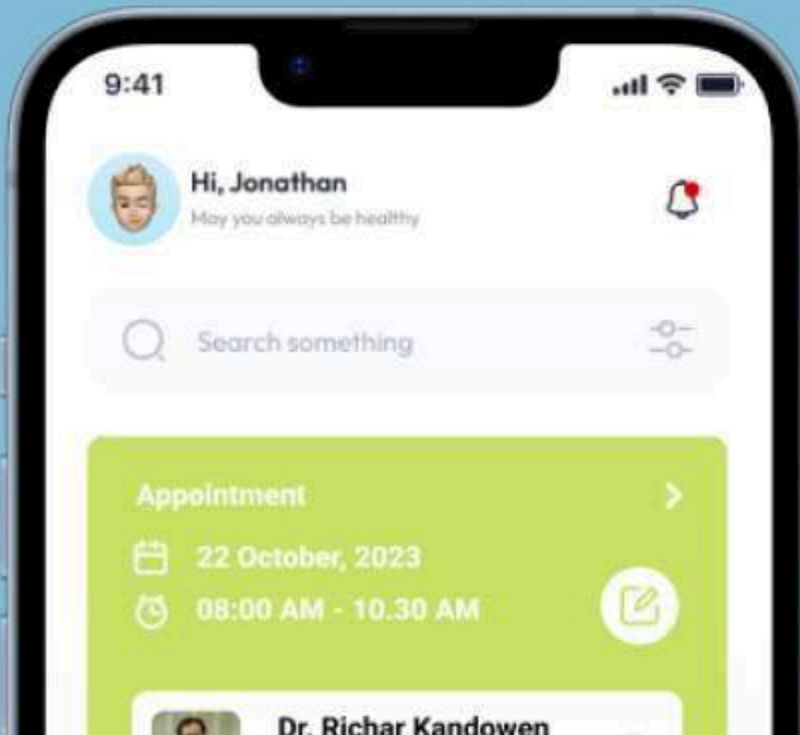 9:41
Hi, Jonathan
May you always be healthy
Search something
Appointment
22 October, 2023
08:00 AM - 10.30 AM
Dr. Richar Kandowen